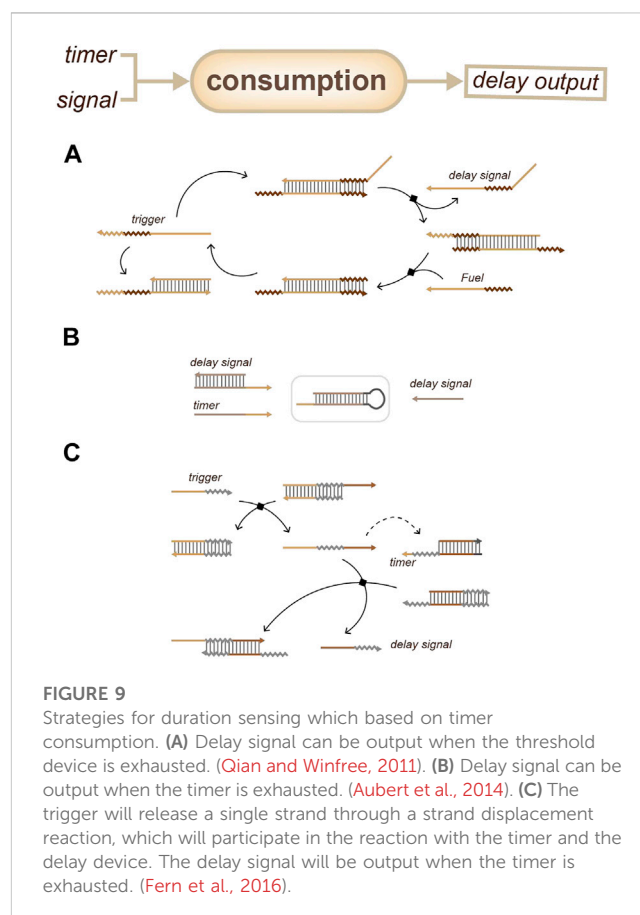 timer
signal
consumption
delay output
A
delay signal
trigger
Fuel
B
delay signal
timer
delay signal
C
trigger
timer
delay signal
FIGURE 9
Strategies for duration sensing which based on timer
consumption. (A) Delay signal can be output when the threshold
device is exhausted. (Qian and Winfree, 2011). (B) Delay signal can be
output when the timer is exhausted. (Aubert et al., 2014). (C) The
trigger will release a single strand through a strand displacement
reaction, which will participate in the reaction with the timer and the
delay device. The delay signal will be output when the timer is
exhausted. (Fern et al., 2016).